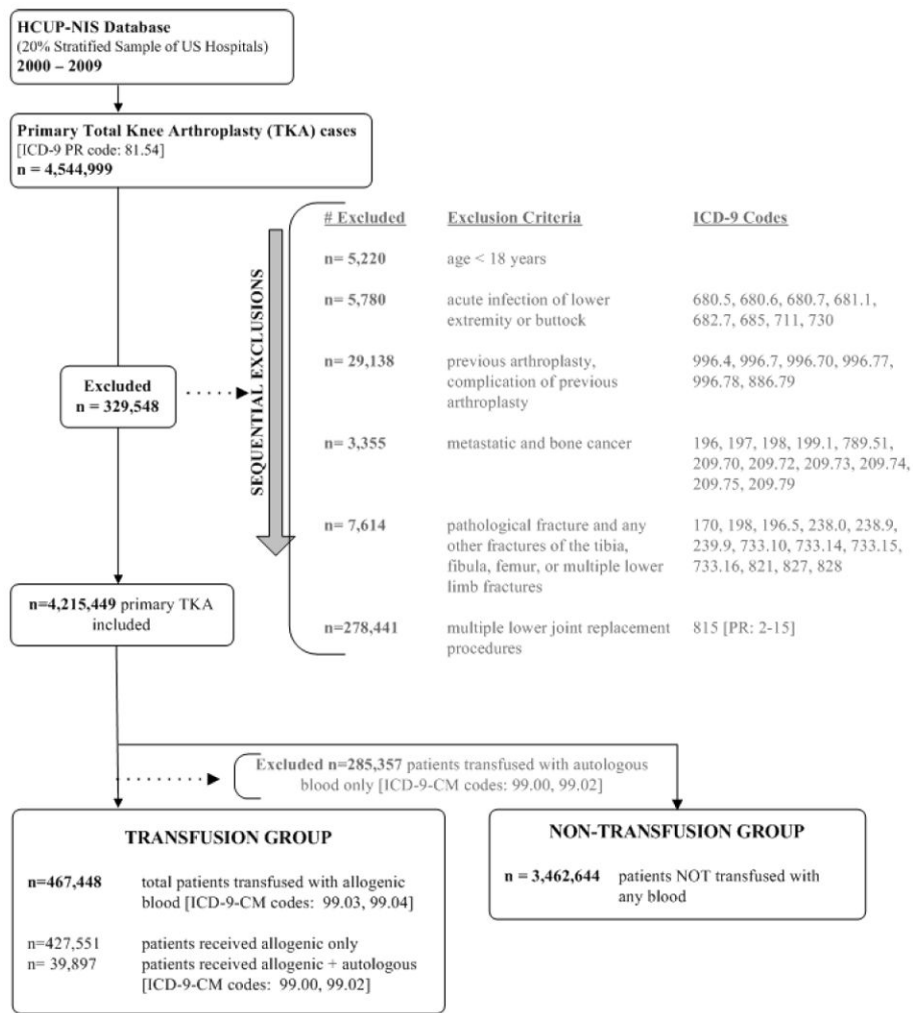 HCUP-NIS Database
(20% Stratified Sample of US Hospitals)
2000 – 2009
Primary Total Knee Arthroplasty (TKA) cases
[ICD-9 PR code: 81.54]
n = 4,544,999
# Excluded Exclusion Criteria ICD-9 Codes
n= 5,220 age < 18 years
n= 5,780 acute infection of lower 680.5, 680.6, 680.7, 681.1,
extremity or buttock 682.7, 685, 711, 730
n= 29,138 previous arthroplasty, 996.4, 996.7, 996.70, 996.77,
complication of previous 996.78, 886.79
arthroplasty
n= 3,355 metastatic and bone cancer 196, 197, 198, 199.1, 789.51,
209.70, 209.72, 209.73, 209.74,
209.75, 209.79
n= 7,614 pathological fracture and any 170, 198, 196.5, 238.0, 238.9,
other fractures of the tibia, 239.9, 733.10, 733.14, 733.15,
fibula, femur, or multiple lower 733.16, 821, 827, 828
limb fractures
n=278,441 multiple lower joint replacement 815 [PR: 2-15]
procedures
SEQUENTIAL EXCLUSIONS
Excluded
n = 329,548
n=4,215,449 primary TKA
included
Excluded n=285,357 patients transfused with autologous
blood only [ICD-9-CM codes: 99.00, 99.02]
TRANSFUSION GROUP
n=467,448 total patients transfused with allogenic
blood [ICD-9-CM codes: 99.03, 99.04]
n=427,551 patients received allogenic only
n= 39,897 patients received allogenic + autologous
[ICD-9-CM codes: 99.00, 99.02]
NON-TRANSFUSION GROUP
n = 3,462,644 patients NOT transfused with
any blood